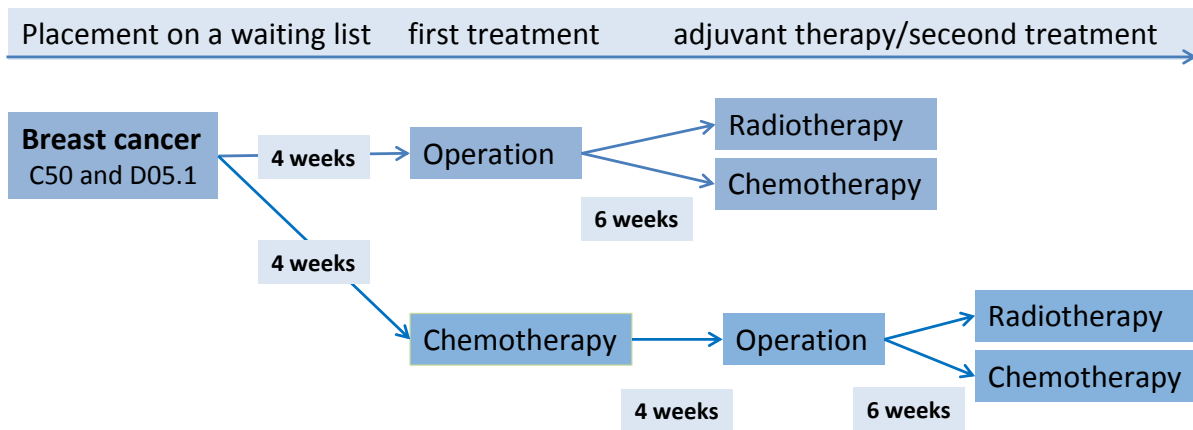 Placement on a waiting list first treatment adjuvant therapy/seceond treatment
Breast cancer
C50 and D05.1
4 weeks
Operation
Radiotherapy
Chemotherapy
6 weeks
4 weeks
Chemotherapy
Operation
Radiotherapy
Chemotherapy
4 weeks
6 weeks